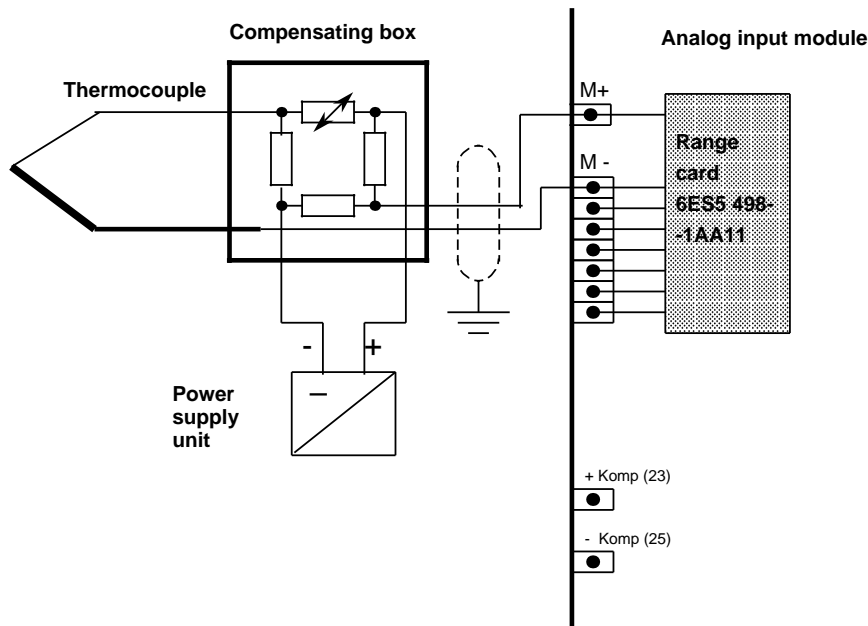 Compensating box
Analog input module
Thermocouple
M+
M -
Range
card
6ES5 498-
-1AA11
- +
Power
supply
unit
+ Komp (23)
- Komp (25)